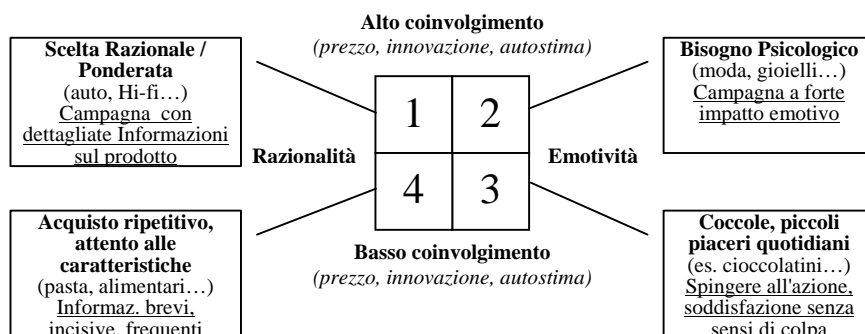 Alto coinvolgimento
(prezzo, innovazione, autostima)
Scelta Razionale /
Ponderata
(auto, Hi-fi…)
Campagna con
dettagliate Informazioni
sul prodotto
Bisogno Psicologico
(moda, gioielli…)
Campagna a forte
impatto emotivo
1
2
Razionalità
Emotività
4
3
Acquisto ripetitivo,
attento alle
caratteristiche
(pasta, alimentari…)
Informaz. brevi,
incisive, frequenti
Basso coinvolgimento
(prezzo, innovazione, autostima)
Coccole, piccoli
piaceri quotidiani
(es. cioccolatini…)
Spingere all'azione,
soddisfazione senza
sensi di colpa